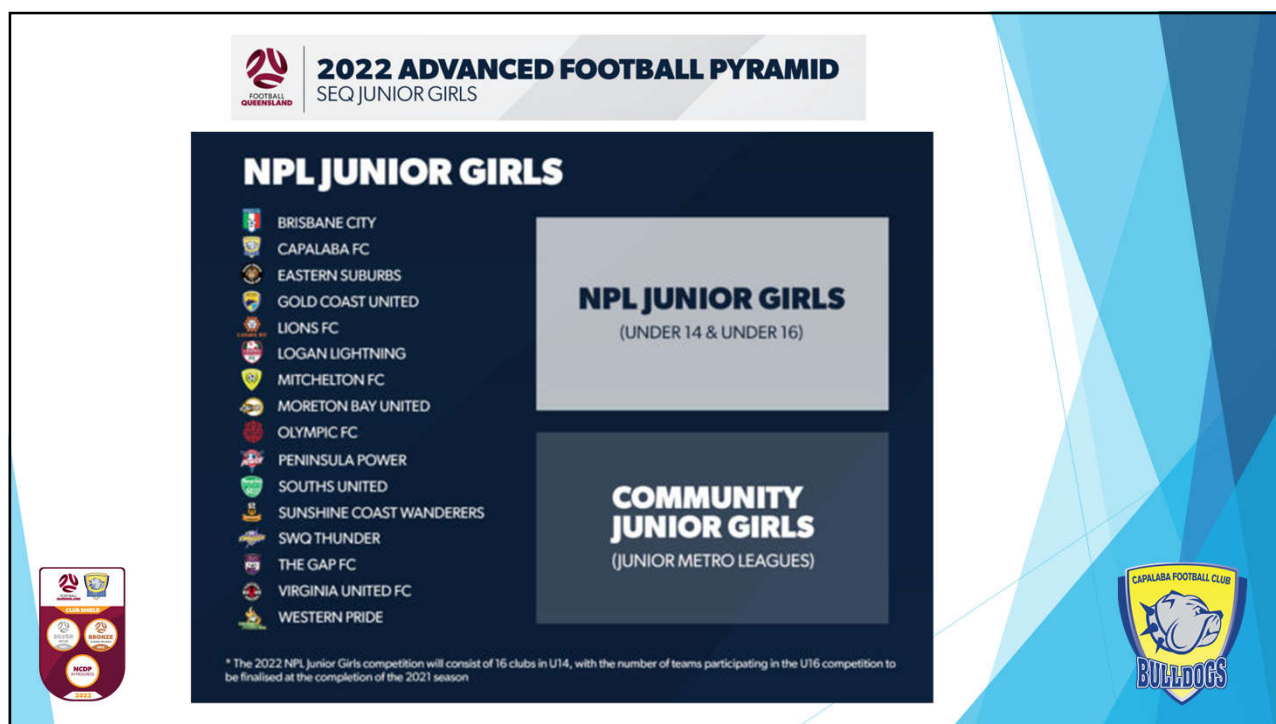 FOOTBALL
QUEENSLAND
2022 ADVANCED FOOTBALL PYRAMID
SEQ JUNIOR GIRLS
NPL JUNIOR GIRLS
BRISBANE CITY
CAPALABA FC
EASTERN SUBURBS
GOLD COAST UNITED
LIONS FC
LOGAN LIGHTNING
MITCHELTON FC
MORETON BAY UNITED
OLYMPIC FC
PENINSULA POWER
SOUTHS UNITED
SUNSHINE COAST WANDERERS
SWQ THUNDER
THE GAP FC
VIRGINIA UNITED FC
WESTERN PRIDE
NPL JUNIOR GIRLS
(UNDER 14 & UNDER 16)
COMMUNITY
JUNIOR GIRLS
(JUNIOR METRO LEAGUES)
* The 2022 NPL Junior Girls competition will consist of 16 clubs in U14, with the number of teams participating in the U16 competition to
be finalised at the completion of the 2021 season
FOOTBALL
QUEENSLAND
CLUB SHIELD
SILVER
BRONZE
NCDP
IN PROGRESS
2022
CAPALABA FOOTBALL CLUB
BULLDOGS